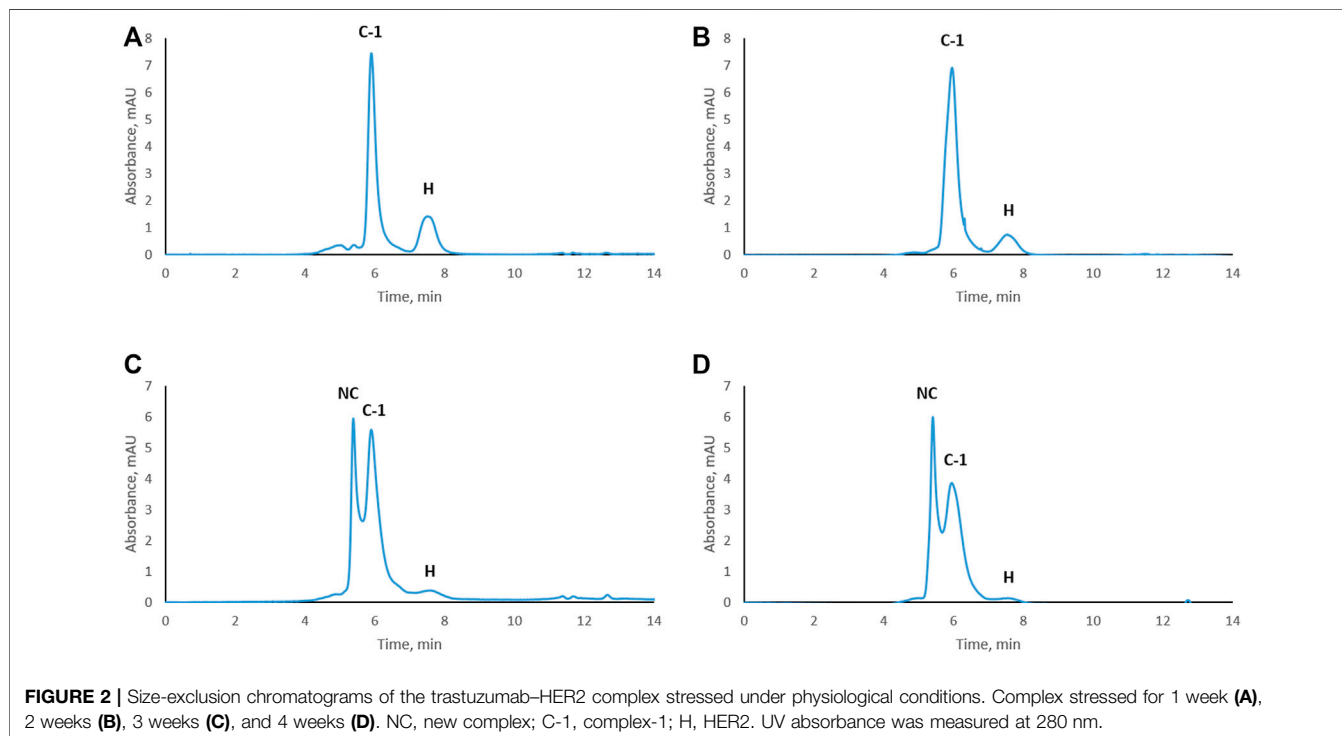 A
C-1
H
8
7
6
5
4
3
2
1
0
Absorbance, mAU
0 2 4 6 8 10 12 14
Time, min
B
C-1
H
8
7
6
5
4
3
2
1
0
Absorbance, mAU
0 2 4 6 8 10 12 14
Time, min
C
NC
C-1
H
7
6
5
4
3
2
1
0
Absorbance, mAU
0 2 4 6 8 10 12 14
Time, min
D
NC
C-1
H
7
6
5
4
3
2
1
0
Absorbance, mAU
0 2 4 6 8 10 12 14
Time, min
FIGURE 2 | Size-exclusion chromatograms of the trastuzumab–HER2 complex stressed under physiological conditions. Complex stressed for 1 week (A),
2 weeks (B), 3 weeks (C), and 4 weeks (D). NC, new complex; C-1, complex-1; H, HER2. UV absorbance was measured at 280 nm.